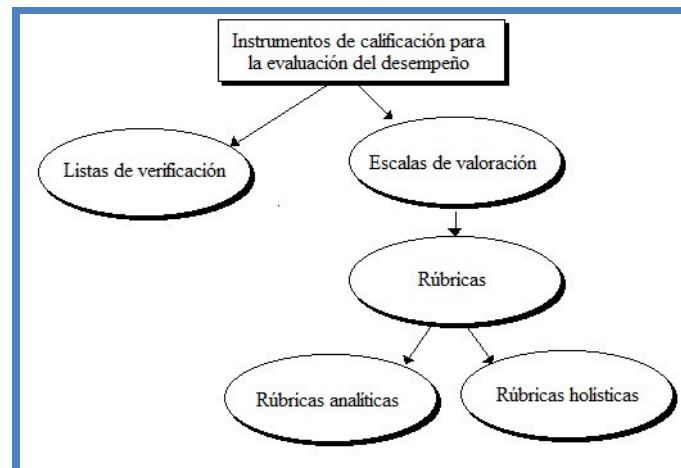 Instrumentos de calificación para
la evaluación del desempeño
Listas de verificación
Escalas de valoración
Rúbricas
Rúbricas analíticas
Rúbricas holísticas